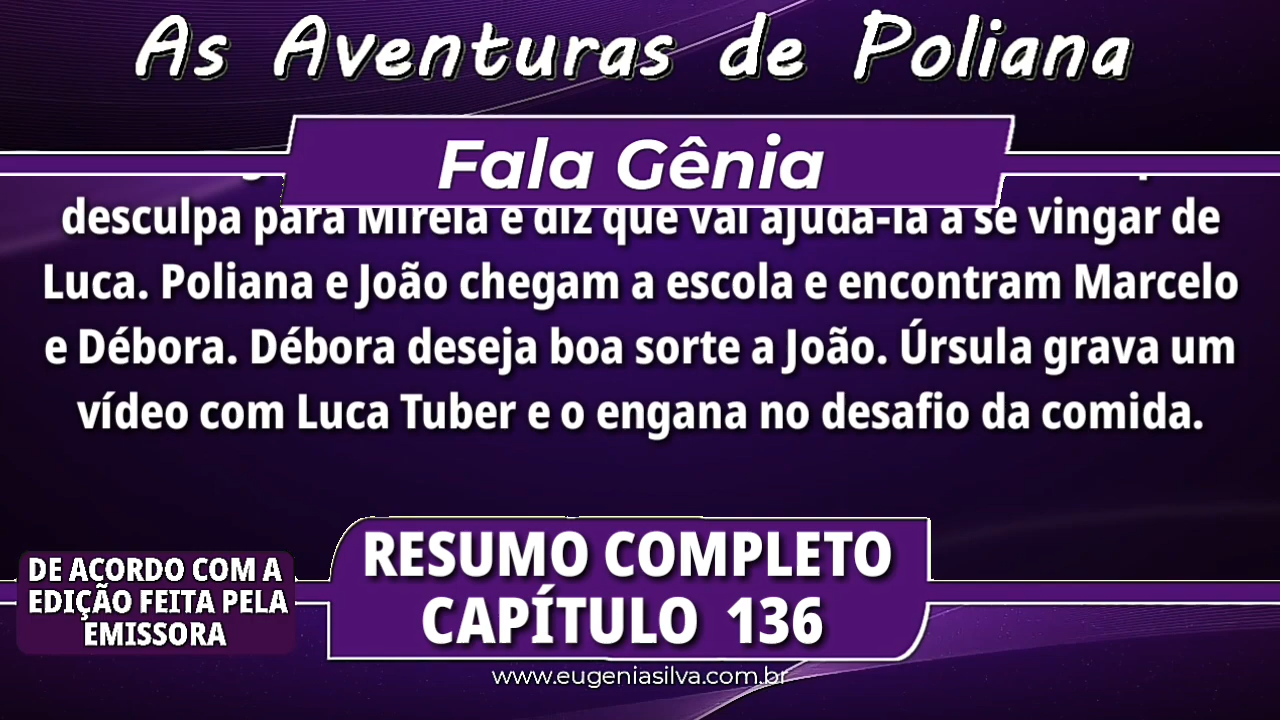 As Aventuras de Poliana
Fala Gênia
desculpa para Mirela e diz que vai ajudá-la a se vingar de
Luca. Poliana e João chegam a escola e encontram Marcelo
e Débora. Débora deseja boa sorte a João. Úrsula grava um
vídeo com Luca Tuber e o engana no desafio da comida.
RESUMO COMPLETO
CAPÍTULO 136
DE ACORDO COM A
EDIÇÃO FEITA PELA
EMISSORA
www.eugeniasilva.com.br